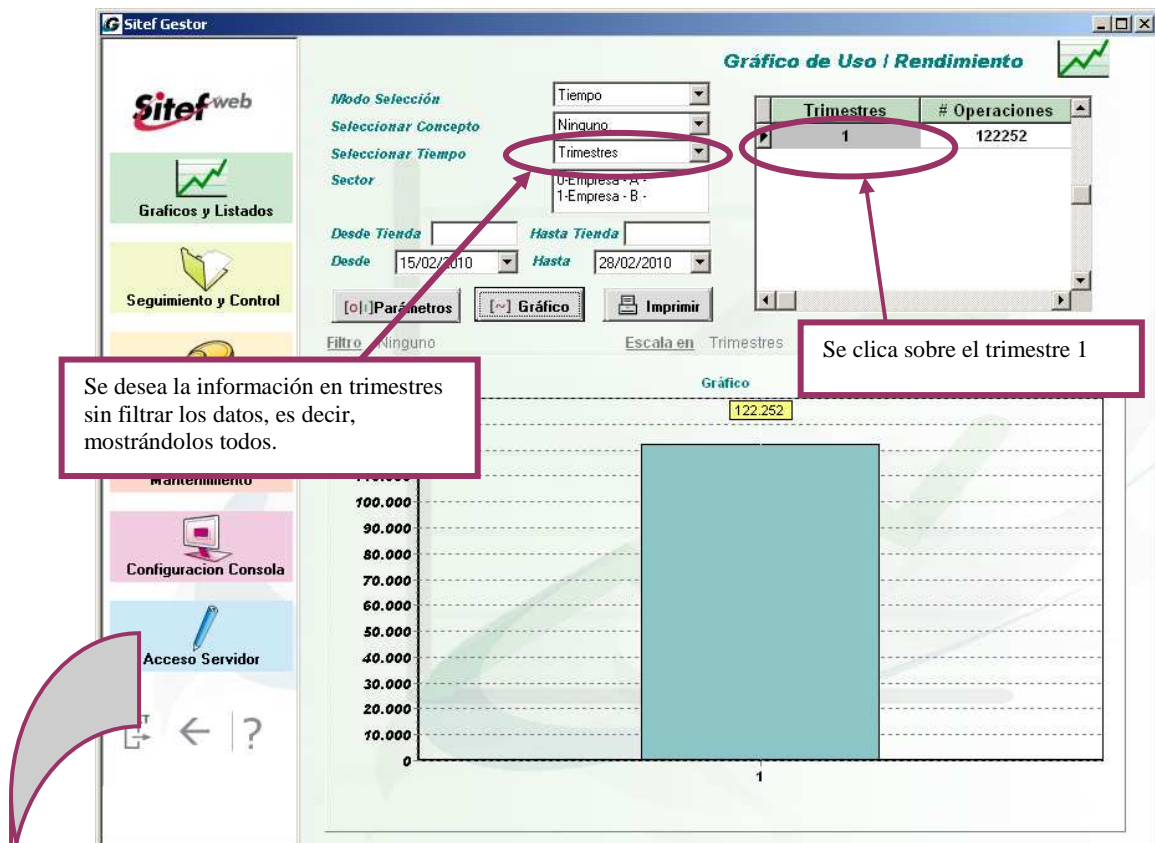 Sitef Gestor
Gráfico de Uso / Rendimiento
Sitef web
Modo Selección Tiempo
Seleccionar Concepto Ninguno
Seleccionar Tiempo Trimestres
Sector 0-Empresa - A -
1-Empresa - B -
Desde Tienda Hasta Tienda
Desde 15/02/2010 Hasta 28/02/2010
[o|ı]Parámetros [~] Gráfico Imprimir
Trimestres # Operaciones
1 122252
Graficos y Listados
Seguimiento y Control
Filtro Ninguno Escala en Trimestres
Se clica sobre el trimestre 1
Se desea la información en trimestres
sin filtrar los datos, es decir,
mostrándolos todos.
Mantenimiento
Configuracion Consola
Acceso Servidor
?
Gráfico
122.252
110.000
100.000
90.000
80.000
70.000
60.000
50.000
40.000
30.000
20.000
10.000
0
1